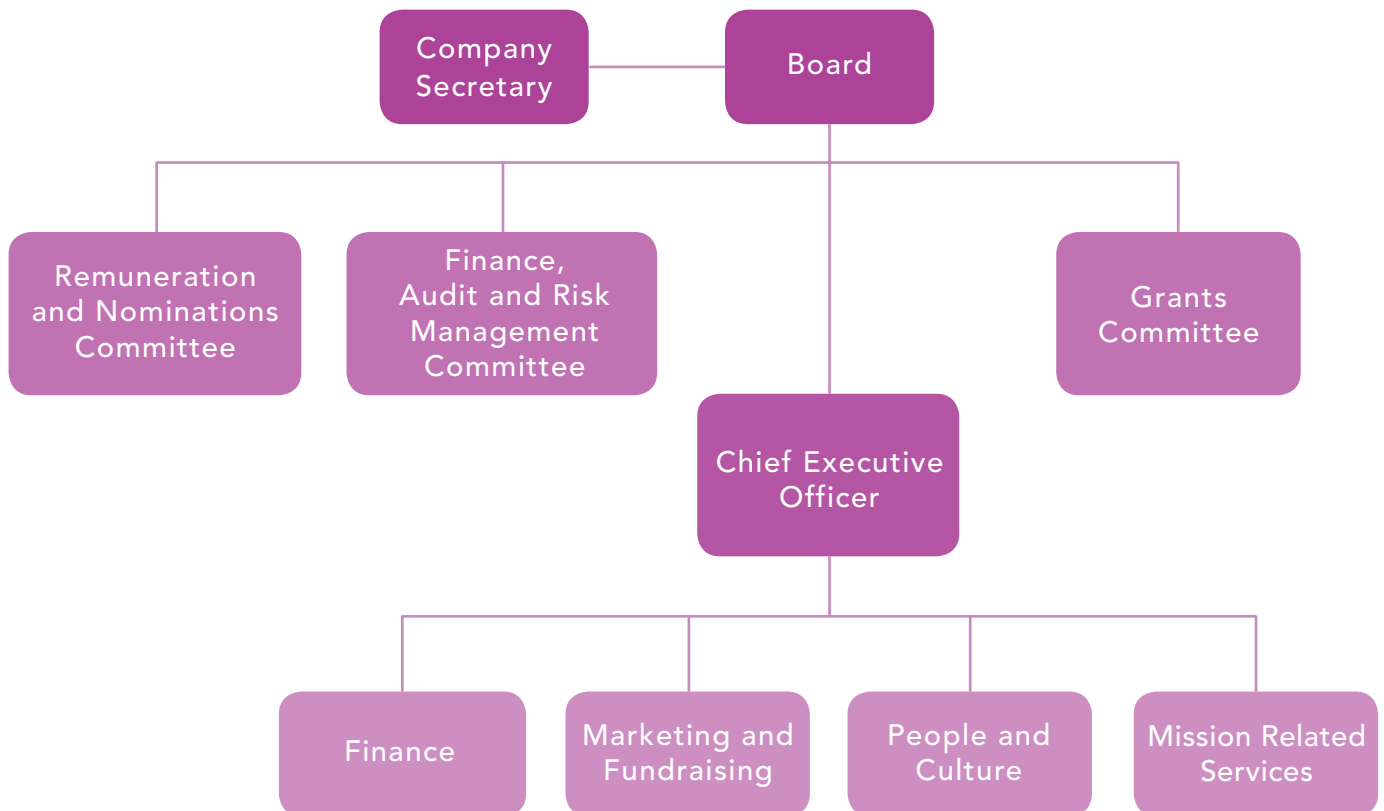 Company
Secretary
Board
Remuneration
and Nominations
Committee
Finance,
Audit and Risk
Management
Committee
Grants
Committee
Chief Executive
Officer
Finance
Marketing and
Fundraising
People and
Culture
Mission Related
Services